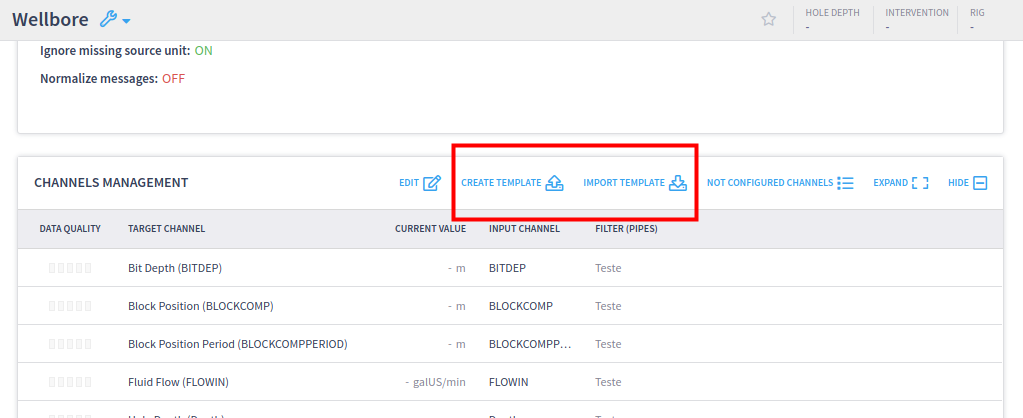 Wellbore
HOLE DEPTH INTERVENTION RIG
- - -
Ignore missing source unit: ON
Normalize messages: OFF
CHANNELS MANAGEMENT EDIT CREATE TEMPLATE IMPORT TEMPLATE NOT CONFIGURED CHANNELS EXPAND HIDE
DATA QUALITY TARGET CHANNEL CURRENT VALUE INPUT CHANNEL FILTER (PIPES)
Bit Depth (BITDEP) - m BITDEP Teste
Block Position (BLOCKCOMP) - m BLOCKCOMP Teste
Block Position Period (BLOCKCOMPPERIOD) - m BLOCKCOMPP... Teste
Fluid Flow (FLOWIN) - galUS/min FLOWIN Teste